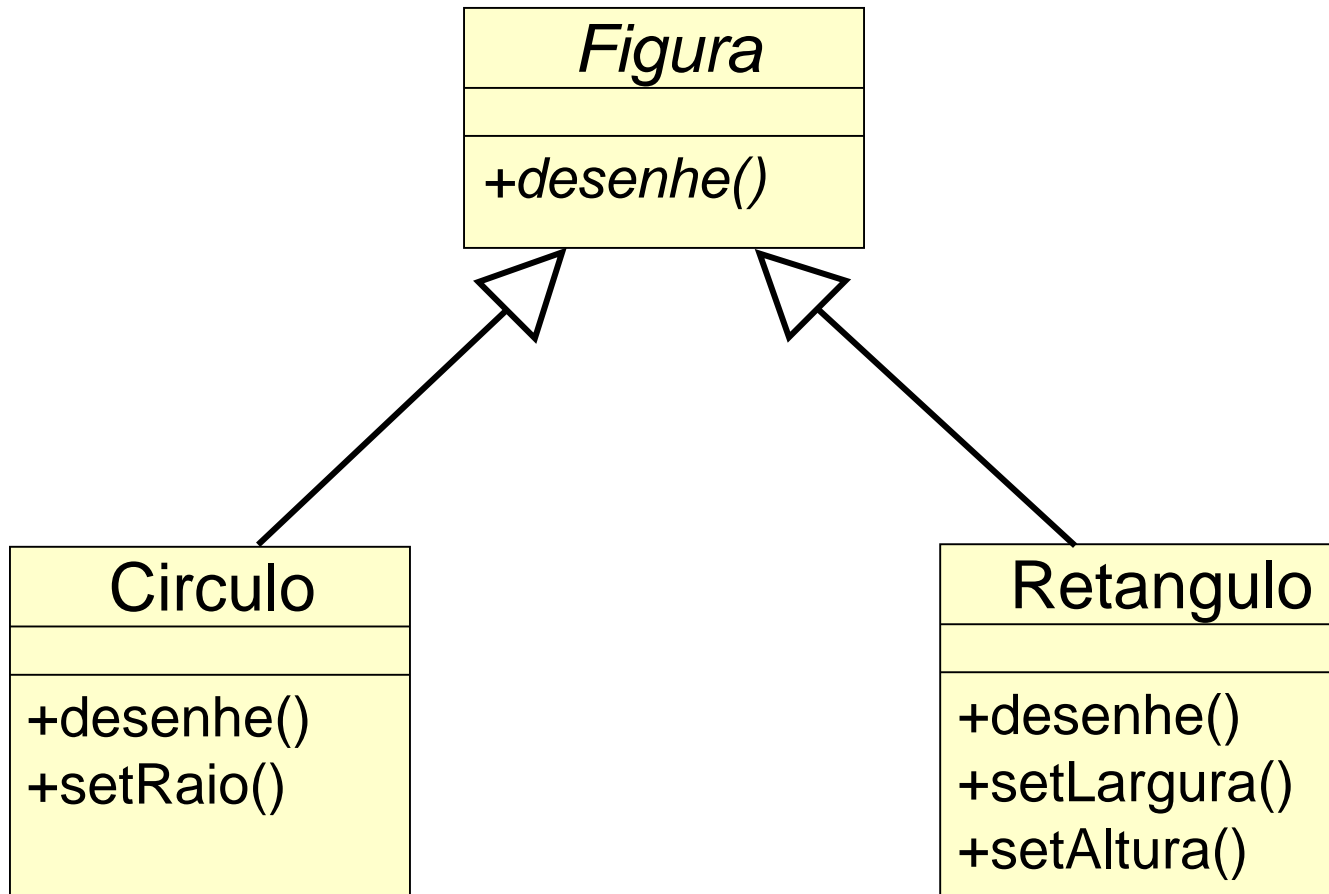 Figura
+desenhe()
Circulo
+desenhe()
+setRaio()
Retangulo
+desenhe()
+setLargura()
+setAltura()